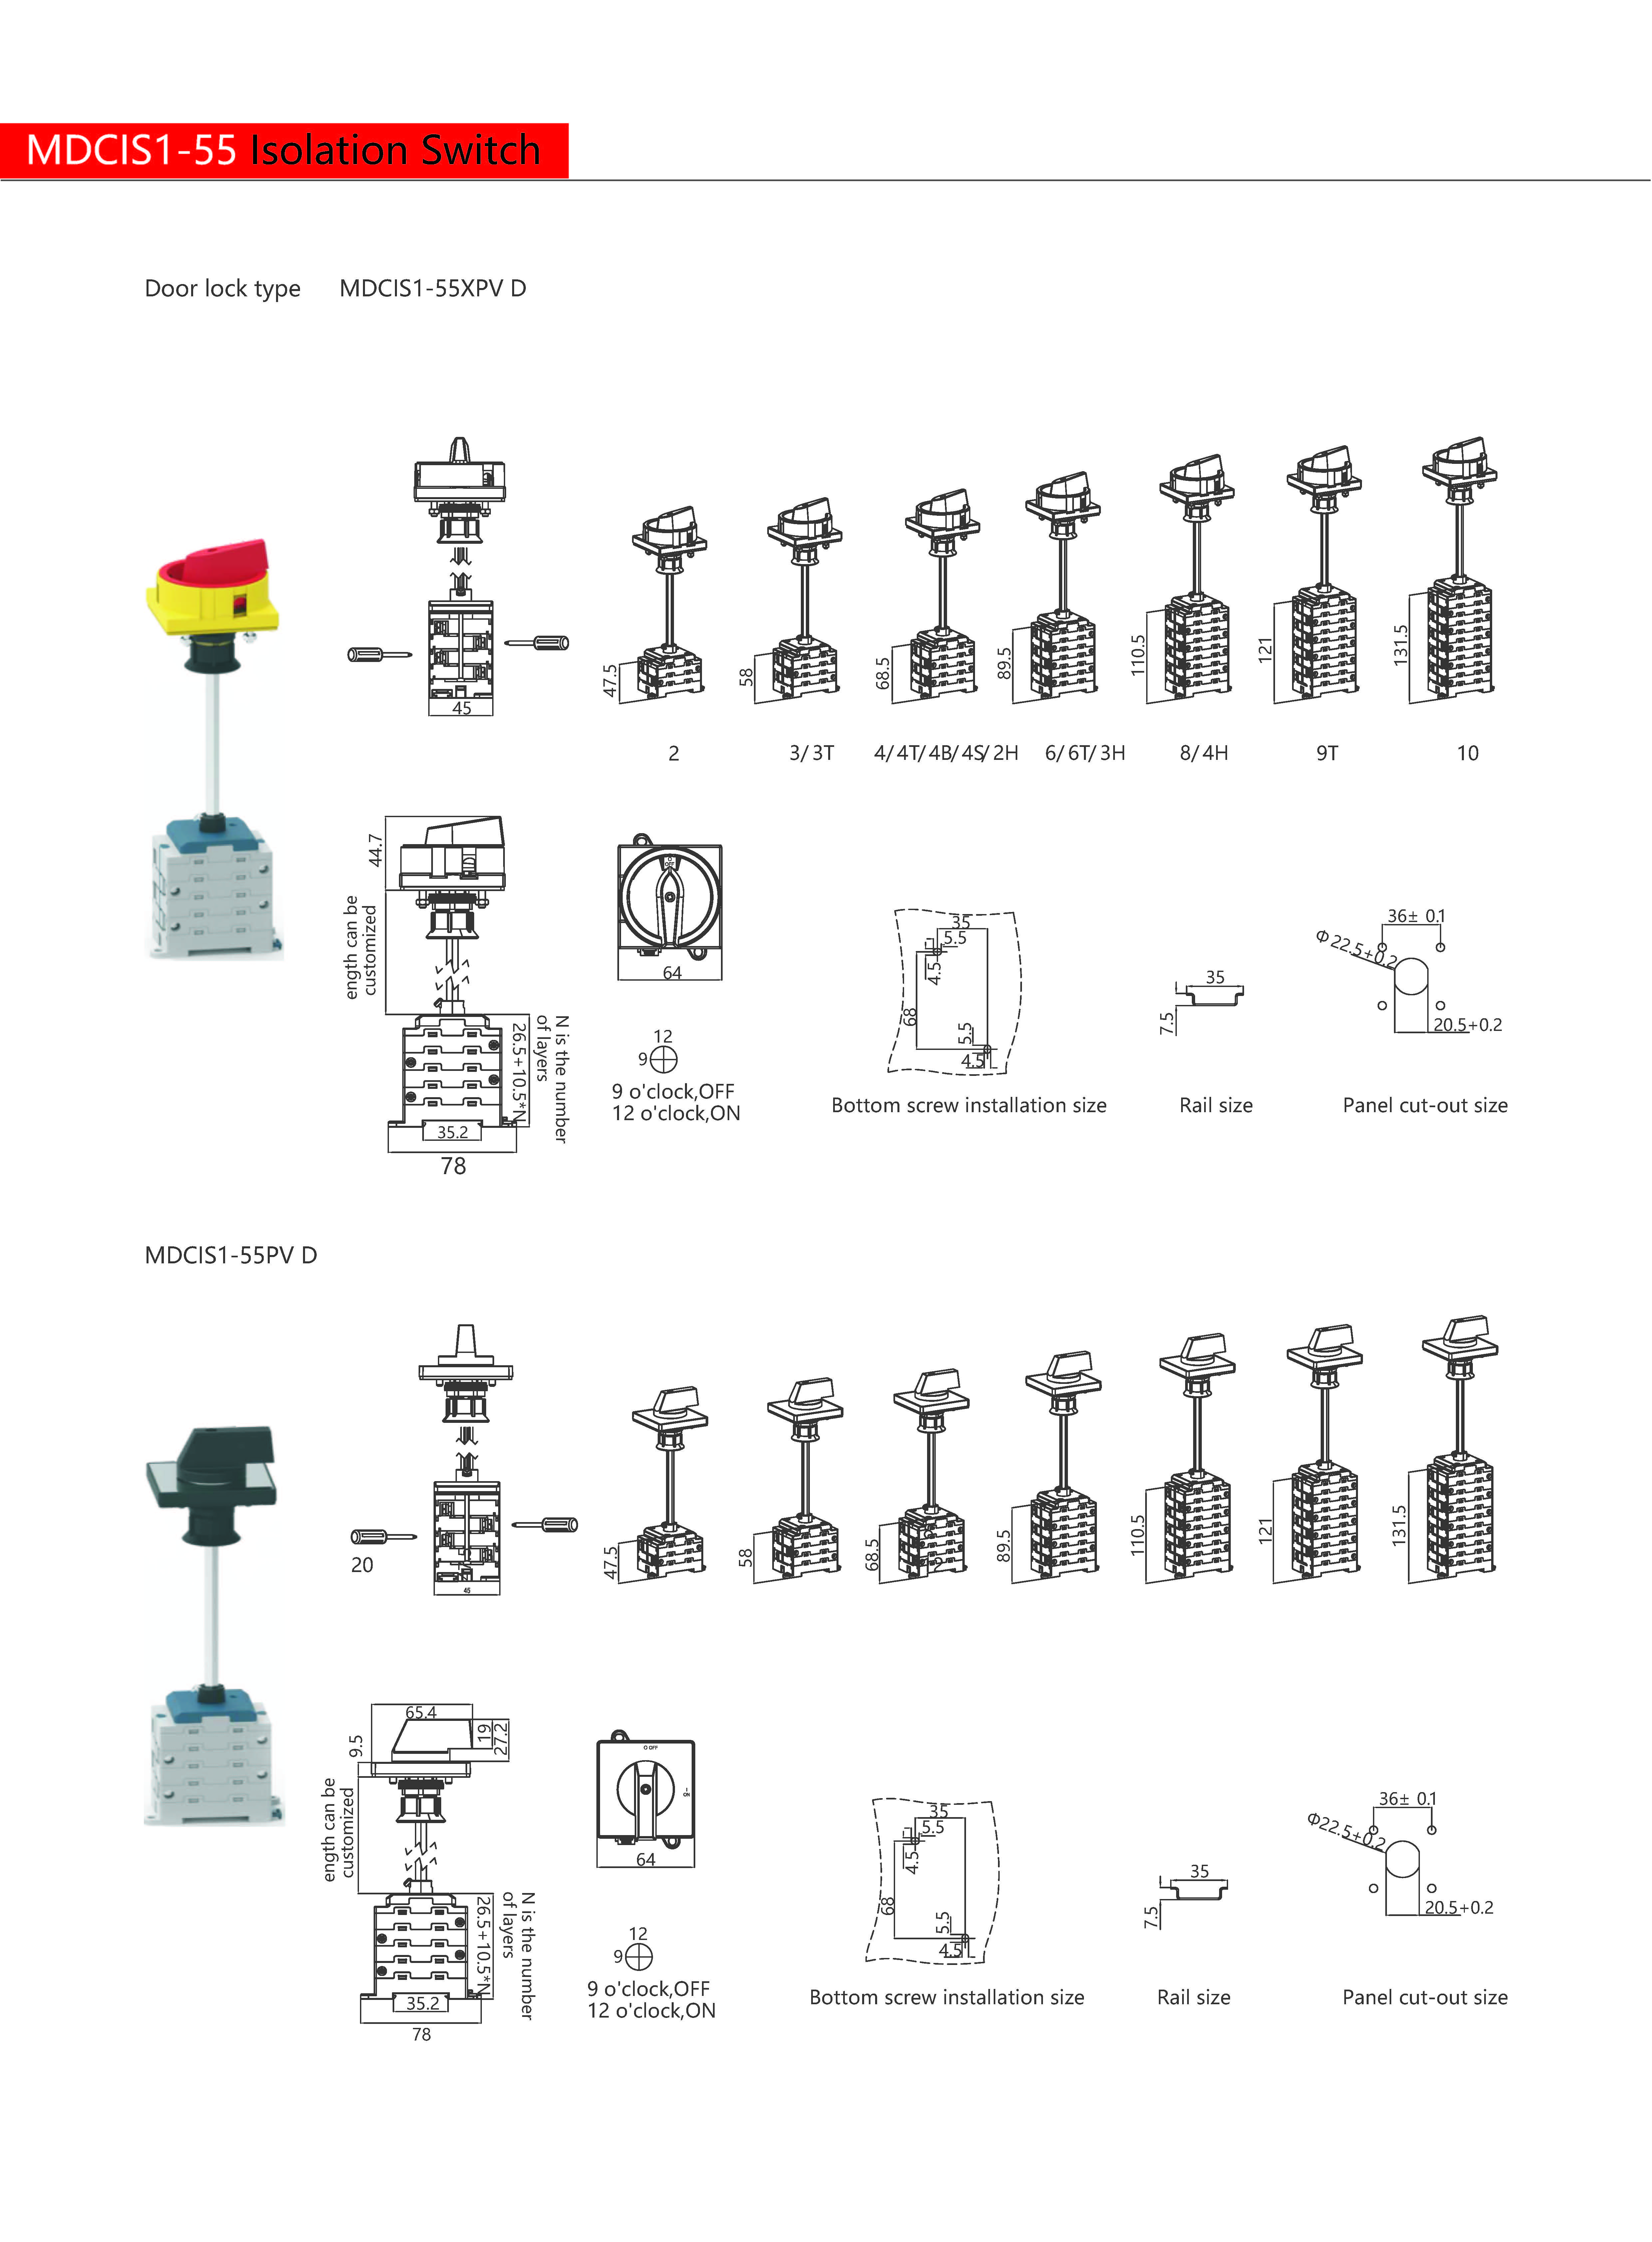 MDCIS1-55 Isolation Switch
Door lock type MDCIS1-55XPV D
45
47.5
58
68.5
89.5
110.5
121
131.5
2
3/ 3T
4/ 4T/ 4B/ 4S/ 2H
6/ 6T/ 3H
8/ 4H
9T
10
44.7
ength can be
customized
26.5+10.5*N
N is the number
of layers
35.2
78
OFF
64
12
9
9 o'clock,OFF
12 o'clock,ON
35
5.5
4.5
68
5.5
4.5
Bottom screw installation size
35
7.5
Rail size
36± 0.1
Φ 22.5+0.2
20.5+0.2
Panel cut-out size
MDCIS1-55PV D
20
45
47.5
58
68.5
89.5
110.5
121
131.5
65.4
19
27.2
9.5
ength can be
customized
26.5+10.5*N
N is the number
of layers
35.2
78
O OFF
ON
64
12
9
9 o'clock,OFF
12 o'clock,ON
35
5.5
4.5
68
5.5
4.5
Bottom screw installation size
35
7.5
Rail size
36± 0.1
Φ22.5+0.2
20.5+0.2
Panel cut-out size